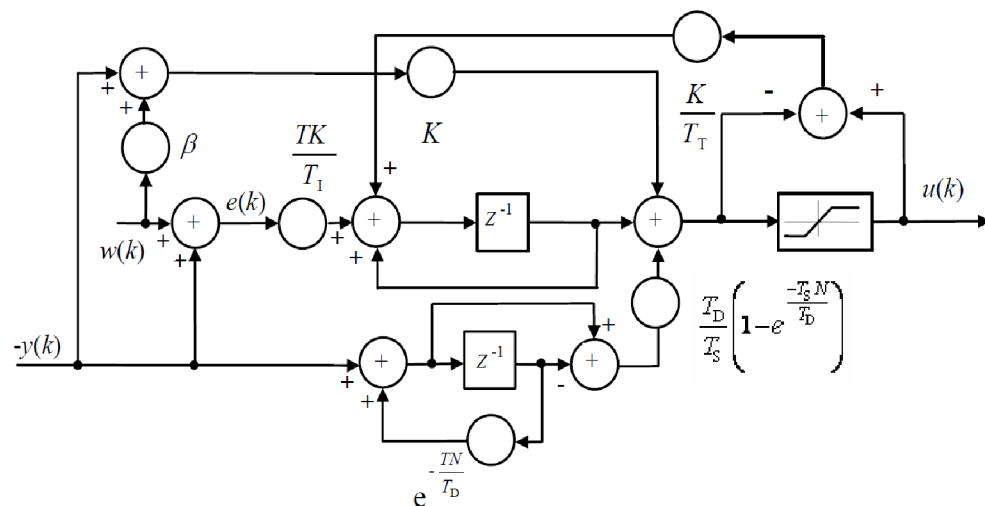 +
-
+
+
+
+
K
T_T
β
TK
T_I
K
+
u(k)
e(k)
+
+
+
Z^-1
+
w(k)
+
+
+
+
T_D/T_S (1-e^(-T_S N/T_D))
-y(k)
+
+
+
Z^-1
-
+
e^(-TN/T_D)